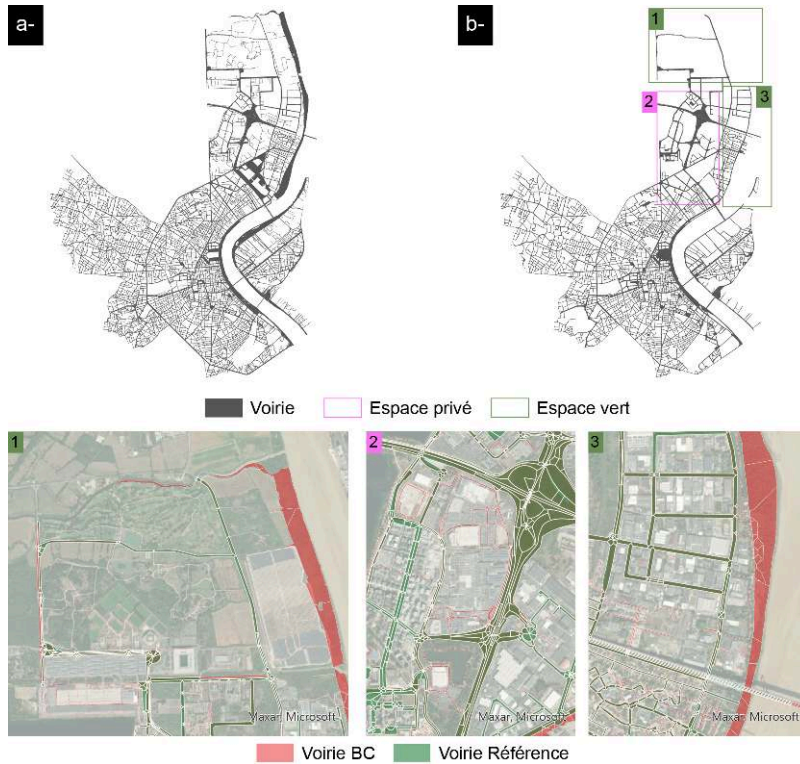 a-
b-
1
2
3
Voirie
Espace privé
Espace vert
1
2
3
Maxar, Microsoft
Maxar, Microsoft
Maxar, Microsoft
Voirie BC
Voirie Référence